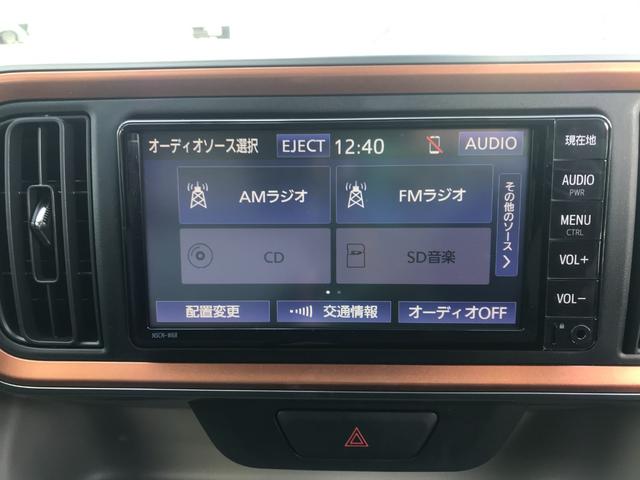 オーディオソース選択 EJECT 12:40 AUDIO
AMラジオ FMラジオ
その他のソース
CD SD音楽
配置変更 交通情報 オーディオOFF
NSCN-W68
現在地
AUDIO
PWR
MENU
CTRL
VOL+
VOL-